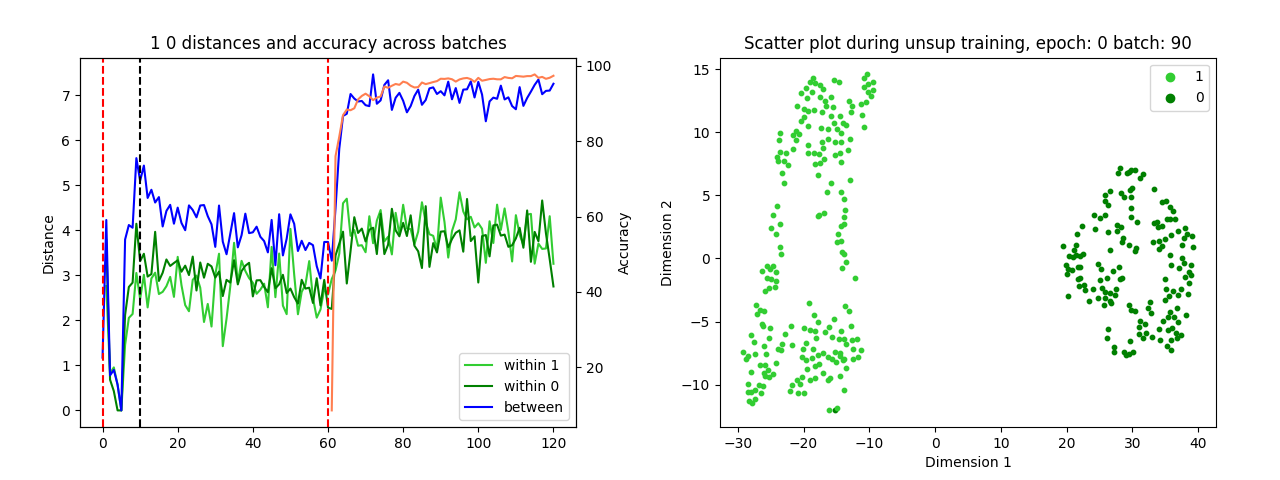 1 0 distances and accuracy across batches
Distance
7
6
5
4
3
2
1
0
0 20 40 60 80 100 120
100
80
60
40
20
Accuracy
within 1
within 0
between
Scatter plot during unsup training, epoch: 0 batch: 90
Dimension 2
15
10
5
0
−5
−10
−30 −20 −10 0 10 20 30 40
Dimension 1
1
0